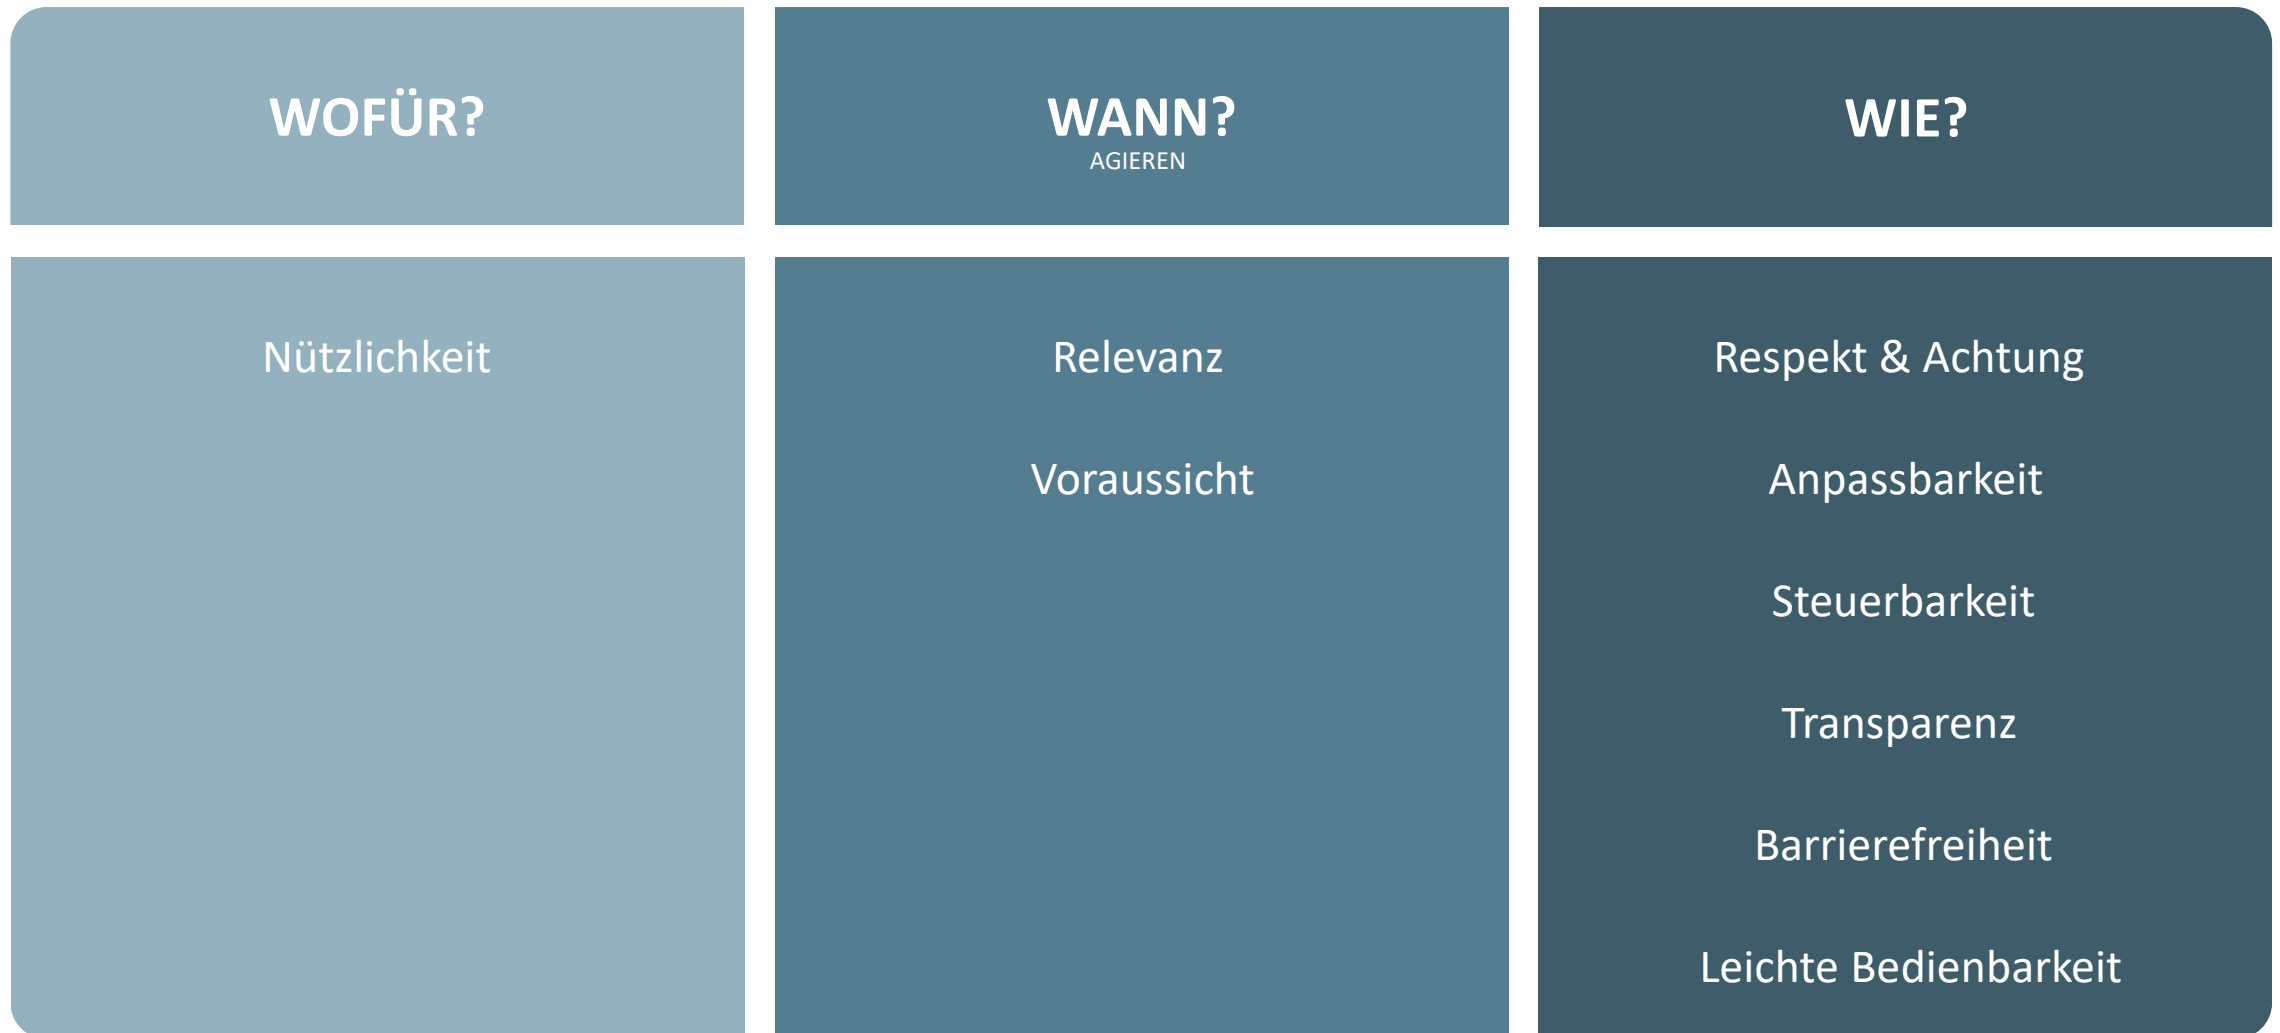 WOFÜR?
Nützlichkeit
WANN?
AGIEREN
Relevanz
Voraussicht
WIE?
Respekt & Achtung
Anpassbarkeit
Steuerbarkeit
Transparenz
Barrierefreiheit
Leichte Bedienbarkeit